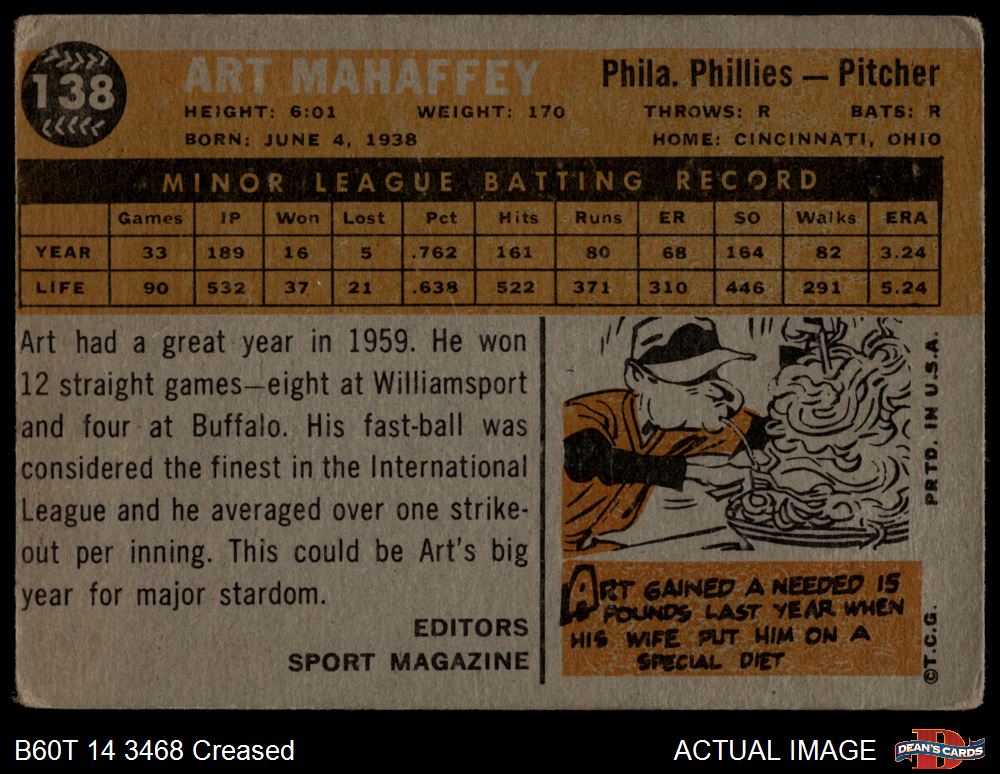 138
ART MAHAFFEY
Phila. Phillies — Pitcher
HEIGHT: 6:01 WEIGHT: 170 THROWS: R BATS: R
BORN: JUNE 4, 1938 HOME: CINCINNATI, OHIO
MINOR LEAGUE BATTING RECORD
Games IP Won Lost Pct Hits Runs ER SO Walks ERA
YEAR 33 189 16 5 .762 161 80 68 164 82 3.24
LIFE 90 532 37 21 .638 522 371 310 446 291 5.24
Art had a great year in 1959. He won
12 straight games—eight at Williamsport
and four at Buffalo. His fast-ball was
considered the finest in the International
League and he averaged over one strike-
out per inning. This could be Art's big
year for major stardom.
EDITORS
SPORT MAGAZINE
ART GAINED A NEEDED 15
POUNDS LAST YEAR WHEN
HIS WIFE PUT HIM ON A
SPECIAL DIET
©T.C.G. PRTD. IN U.S.A.
B60T 14 3468 Creased
ACTUAL IMAGE
D
DEAN'S CARDS